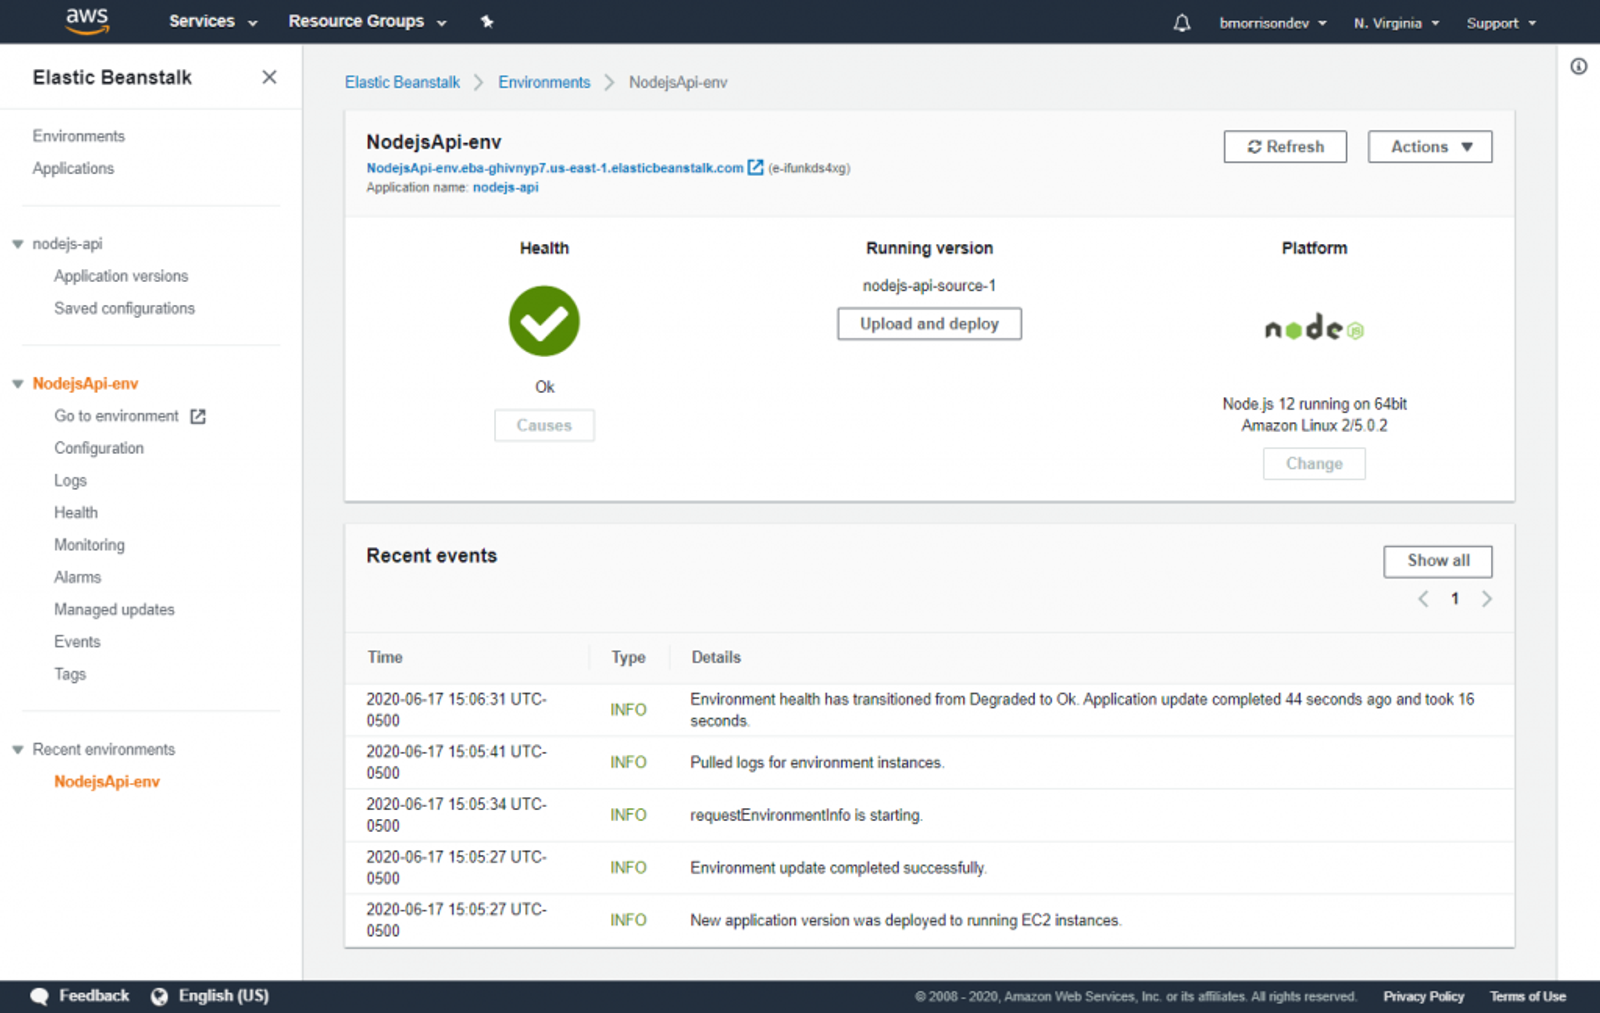 aws Services Resource Groups bmorrisondev N. Virginia Support
Elastic Beanstalk
Environments
Applications
nodejs-api
Application versions
Saved configurations
NodejsApi-env
Go to environment
Configuration
Logs
Health
Monitoring
Alarms
Managed updates
Events
Tags
Recent environments
NodejsApi-env
Elastic Beanstalk Environments NodejsApi-env
NodejsApi-env
NodejsApi-env.eba-ghivnyp7.us-east-1.elasticbeanstalk.com (e-ifunkds4xg)
Application name: nodejs-api
Refresh Actions
Health
Ok
Causes
Running version
nodejs-api-source-1
Upload and deploy
Platform
node JS
Node.js 12 running on 64bit
Amazon Linux 2/5.0.2
Change
Recent events
Show all
1
Time Type Details
2020-06-17 15:06:31 UTC-
0500
INFO
Environment health has transitioned from Degraded to Ok. Application update completed 44 seconds ago and took 16
seconds.
2020-06-17 15:05:41 UTC-
0500
INFO
Pulled logs for environment instances.
2020-06-17 15:05:34 UTC-
0500
INFO
requestEnvironmentInfo is starting.
2020-06-17 15:05:27 UTC-
0500
INFO
Environment update completed successfully.
2020-06-17 15:05:27 UTC-
0500
INFO
New application version was deployed to running EC2 instances.
Feedback English (US) © 2008 - 2020, Amazon Web Services, Inc. or its affiliates. All rights reserved. Privacy Policy Terms of Use